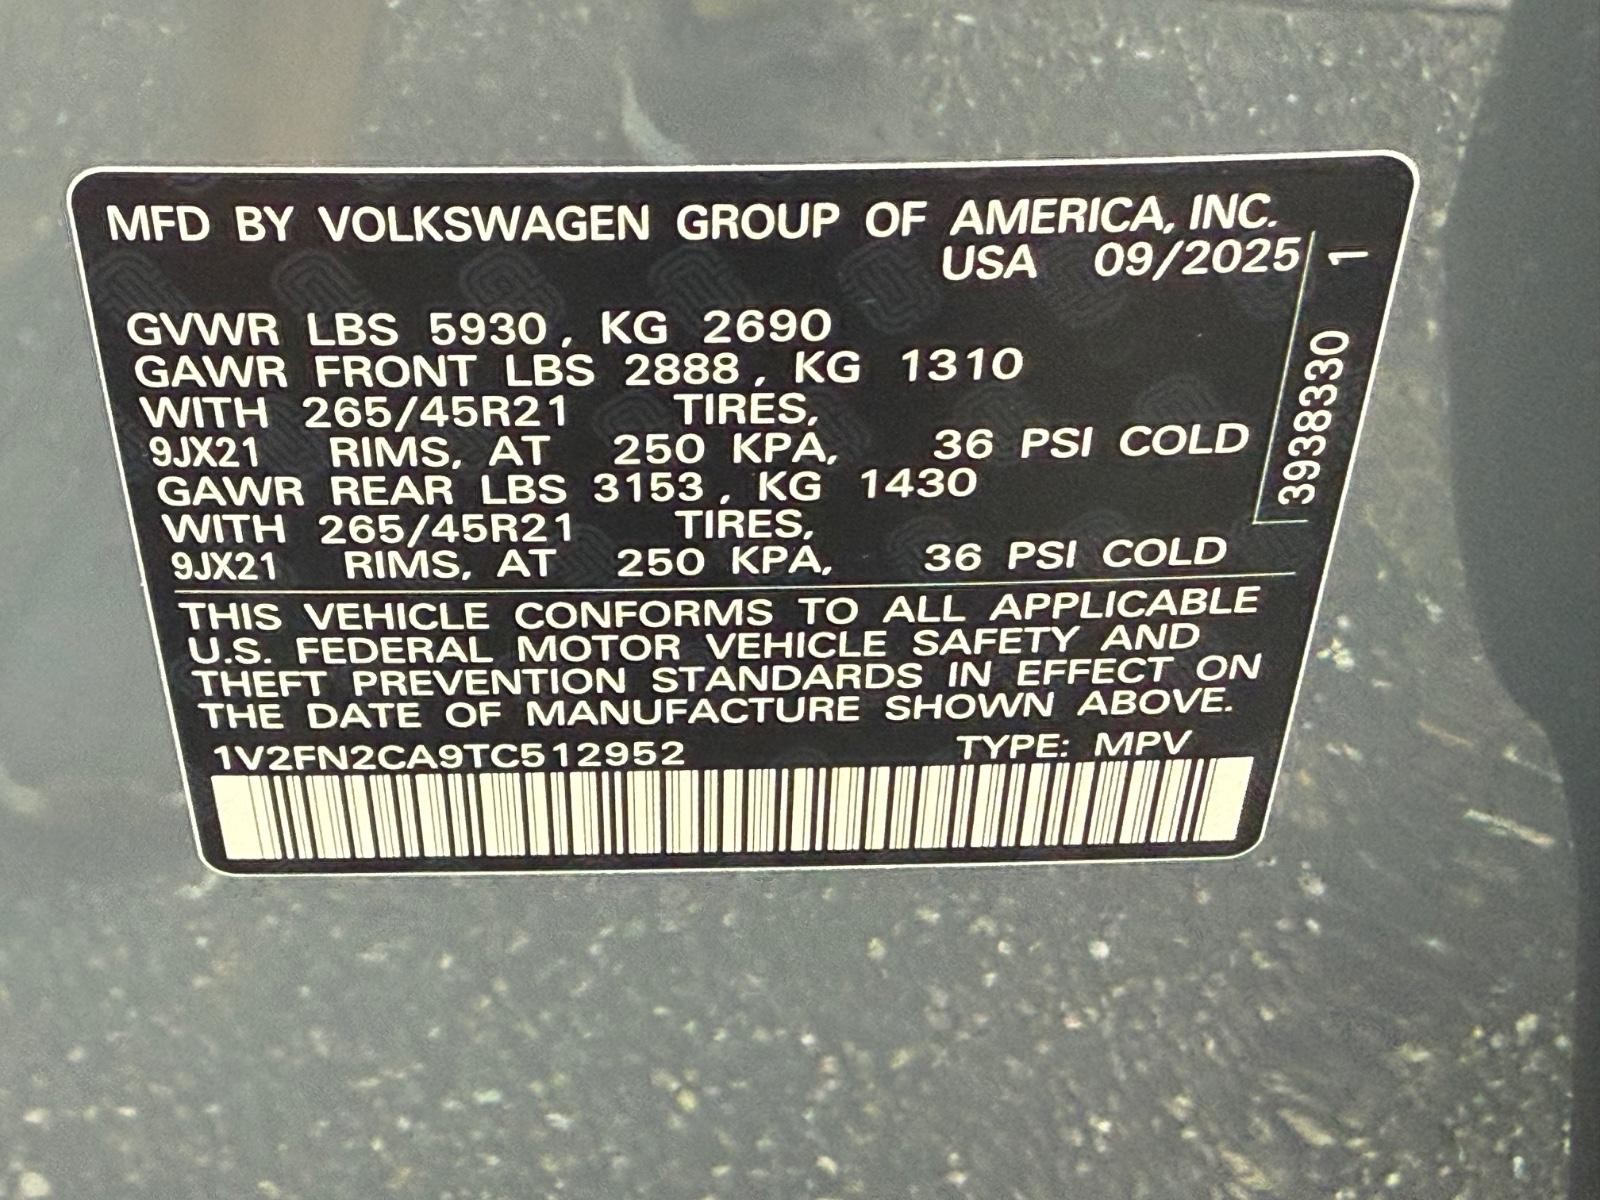 MFD BY VOLKSWAGEN GROUP OF AMERICA, INC.
USA 09/2025
GVWR LBS 5930, KG 2690
GAWR FRONT LBS 2888, KG 1310
WITH 265/45R21 TIRES,
9JX21 RIMS, AT 250 KPA, 36 PSI COLD
GAWR REAR LBS 3153, KG 1430
WITH 265/45R21 TIRES,
9JX21 RIMS, AT 250 KPA, 36 PSI COLD
THIS VEHICLE CONFORMS TO ALL APPLICABLE
U.S. FEDERAL MOTOR VEHICLE SAFETY AND
THEFT PREVENTION STANDARDS IN EFFECT ON
THE DATE OF MANUFACTURE SHOWN ABOVE.
1V2FN2CA9TC512952 TYPE: MPV
3938330 1